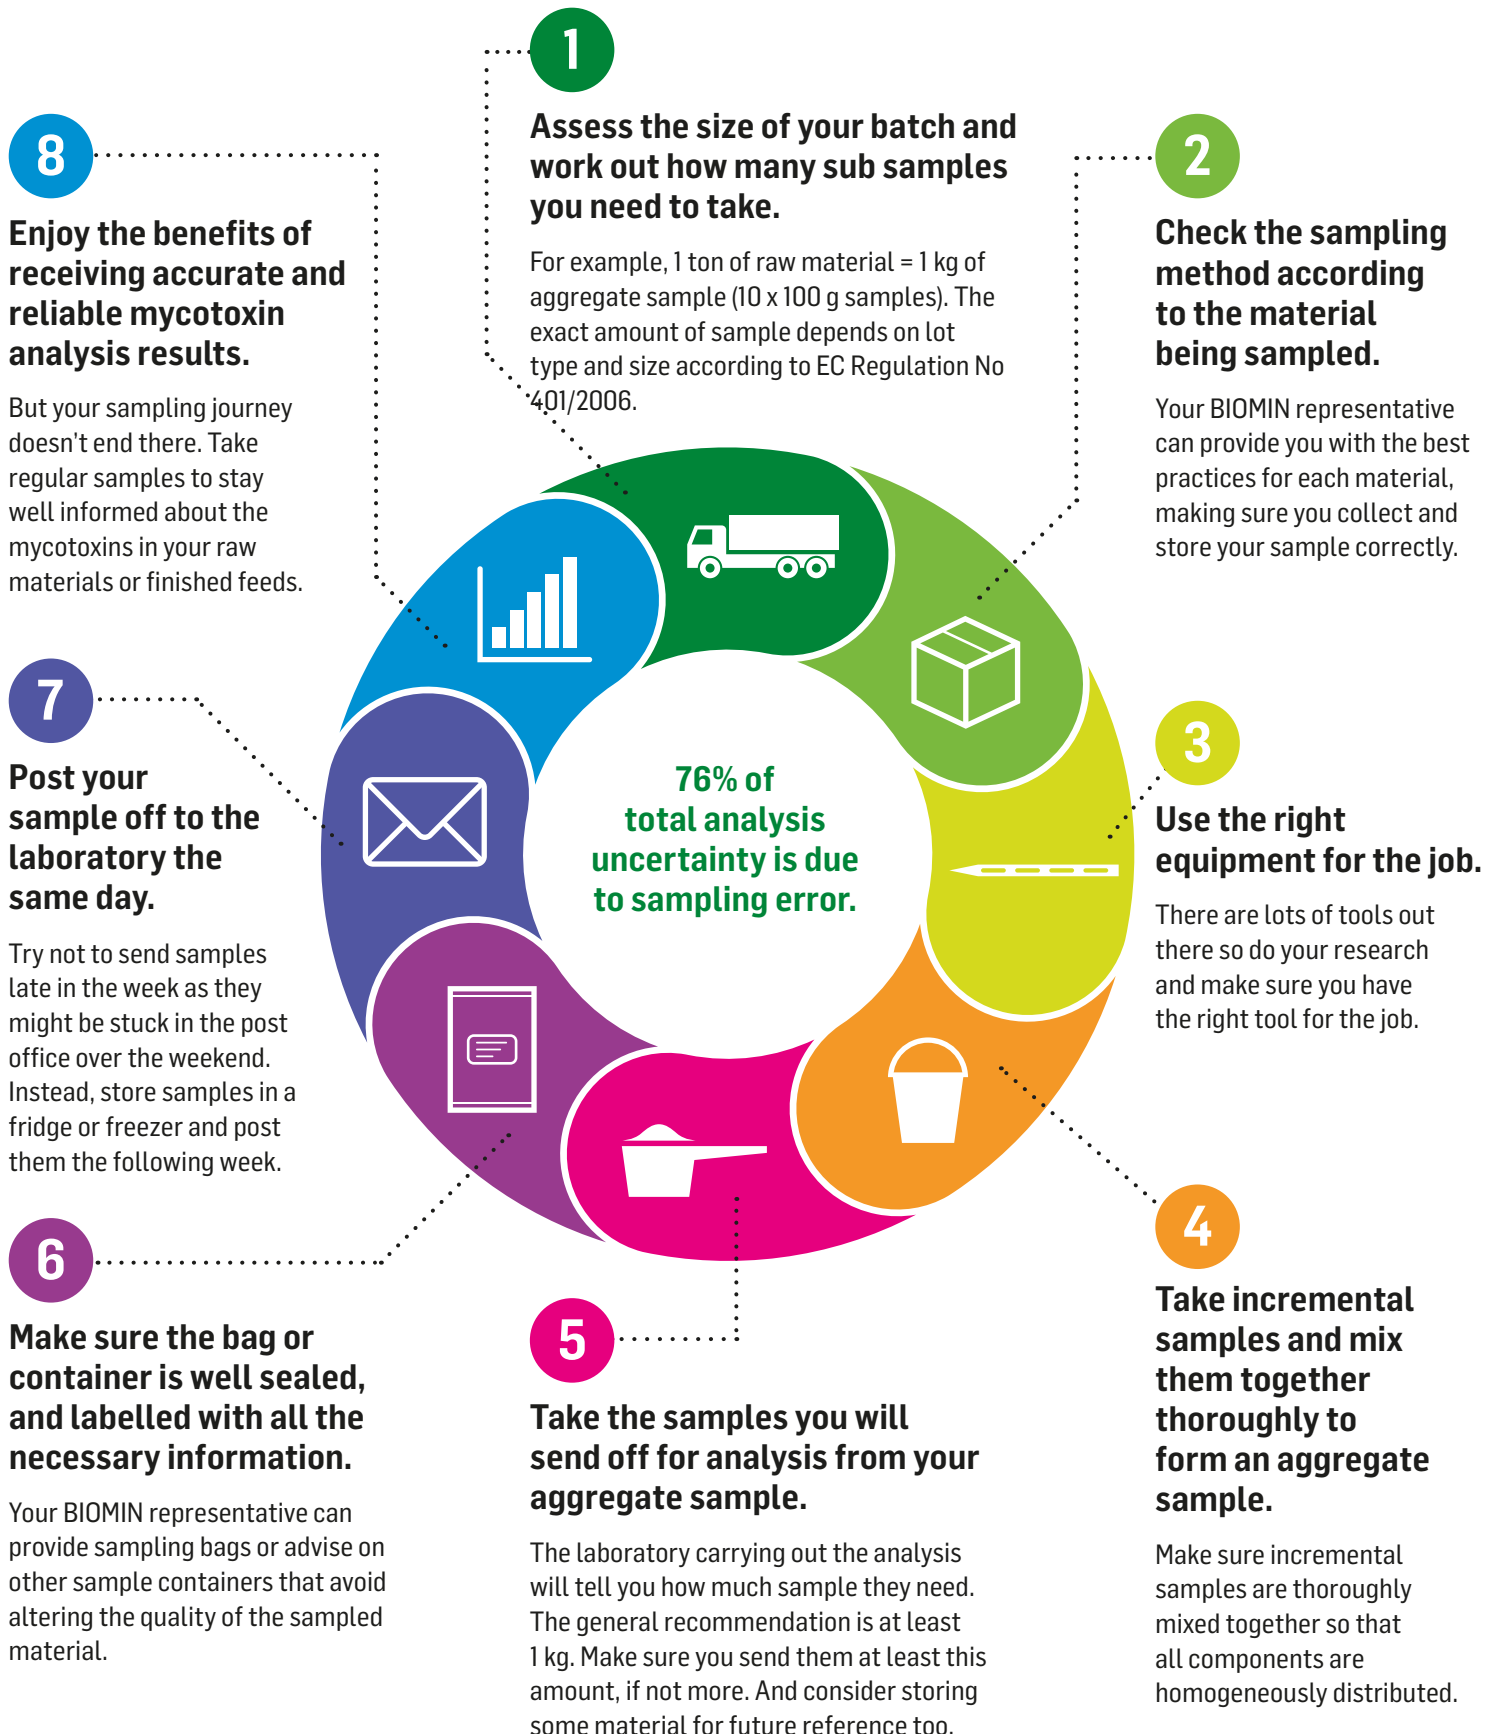 1
Assess the size of your batch and
work out how many sub samples
you need to take.
For example, 1 ton of raw material = 1 kg of
aggregate sample (10 x 100 g samples). The
exact amount of sample depends on lot
type and size according to EC Regulation No
401/2006.
2
Check the sampling
method according
to the material
being sampled.
Your BIOMIN representative
can provide you with the best
practices for each material,
making sure you collect and
store your sample correctly.
3
Use the right
equipment for the job.
There are lots of tools out
there so do your research
and make sure you have
the right tool for the job.
4
Take incremental
samples and mix
them together
thoroughly to
form an aggregate
sample.
Make sure incremental
samples are thoroughly
mixed together so that
all components are
homogeneously distributed.
5
Take the samples you will
send off for analysis from your
aggregate sample.
The laboratory carrying out the analysis
will tell you how much sample they need.
The general recommendation is at least
1 kg. Make sure you send them at least this
amount, if not more. And consider storing
some material for future reference too.
6
Make sure the bag or
container is well sealed,
and labelled with all the
necessary information.
Your BIOMIN representative can
provide sampling bags or advise on
other sample containers that avoid
altering the quality of the sampled
material.
7
Post your
sample off to the
laboratory the
same day.
Try not to send samples
late in the week as they
might be stuck in the post
office over the weekend.
Instead, store samples in a
fridge or freezer and post
them the following week.
8
Enjoy the benefits of
receiving accurate and
reliable mycotoxin
analysis results.
But your sampling journey
doesn't end there. Take
regular samples to stay
well informed about the
mycotoxins in your raw
materials or finished feeds.
76% of
total analysis
uncertainty is due
to sampling error.